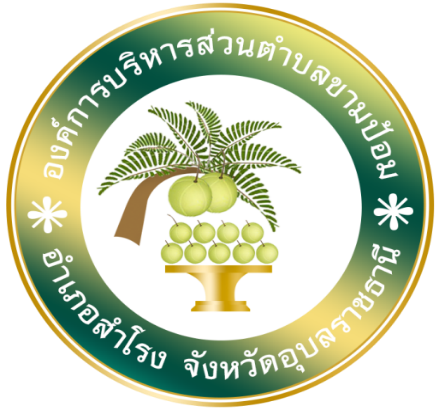 องค์การบริหารส่วนตำบลขามป้อม
อำเภอสำโรง จังหวัดอุบลราชธานี